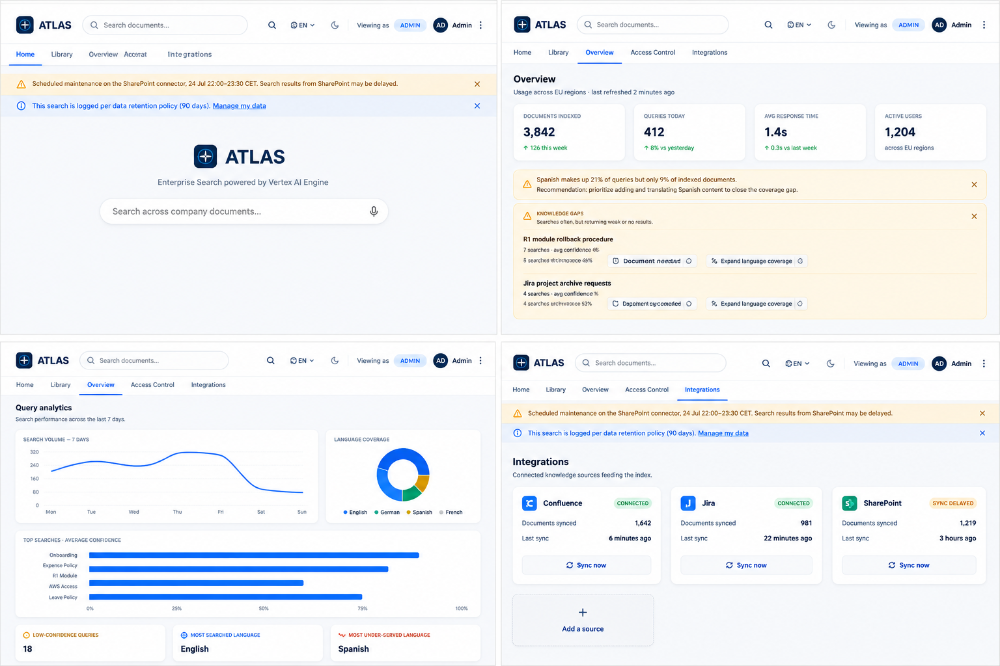 ATLAS
Search documents...
EN
Viewing as
ADMIN
AD
Admin
Home
Library
Overview
Accerat
Integrations
Scheduled maintenance on the SharePoint connector, 24 Jul 22:00–23:30 CET. Search results from SharePoint may be delayed.
This search is logged per data retention policy (90 days). Manage my data
ATLAS
Enterprise Search powered by Vertex AI Engine
Search across company documents...
ATLAS
Search documents...
EN
Viewing as
ADMIN
AD
Admin
Home
Library
Overview
Access Control
Integrations
Overview
Usage across EU regions · last refreshed 2 minutes ago
DOCUMENTS INDEXED
3,842
↑ 126 this week
QUERIES TODAY
412
↑ 8% vs yesterday
AVG RESPONSE TIME
1.4s
↑ 0.3s vs last week
ACTIVE USERS
1,204
across EU regions
Spanish makes up 21% of queries but only 9% of indexed documents.
Recommendation: prioritize adding and translating Spanish content to close the coverage gap.
KNOWLEDGE GAPS
Searches often, but returning weak or no results.
R1 module rollback procedure
7 searches · avg confidence
6 searches 49%
Document
Expand language coverage
Jira project archive requests
4 searches · avg confidence
4 searches 52%
Expand language coverage
ATLAS
Search documents...
EN
Viewing as
ADMIN
AD
Admin
Home
Library
Overview
Access Control
Integrations
Query analytics
Search performance across the last 7 days.
SEARCH VOLUME – 7 DAYS
320
240
160
80
0
Mon
Tue
Wed
Thu
Fri
Sat
Sun
LANGUAGE COVERAGE
English
German
Spanish
French
TOP SEARCHES · AVERAGE CONFIDENCE
Onboarding
Expense Policy
R1 Module
AWS Access
Leave Policy
0%
25%
50%
75%
100%
LOW-CONFIDENCE QUERIES
18
MOST SEARCHED LANGUAGE
English
MOST UNDER-SERVED LANGUAGE
Spanish
ATLAS
Search documents...
EN
Viewing as
ADMIN
AD
Admin
Home
Library
Overview
Access Control
Integrations
Scheduled maintenance on the SharePoint connector, 24 Jul 22:00–23:30 CET. Search results from SharePoint may be delayed.
This search is logged per data retention policy (90 days). Manage my data
Integrations
Connected knowledge sources feeding the index.
Confluence
CONNECTED
Documents synced
1,642
Last sync
6 minutes ago
Sync now
J
Jira
CONNECTED
Documents synced
981
Last sync
22 minutes ago
Sync now
S
SharePoint
SYNC DELAYED
Documents synced
1,219
Last sync
3 hours ago
Sync now
Add a source